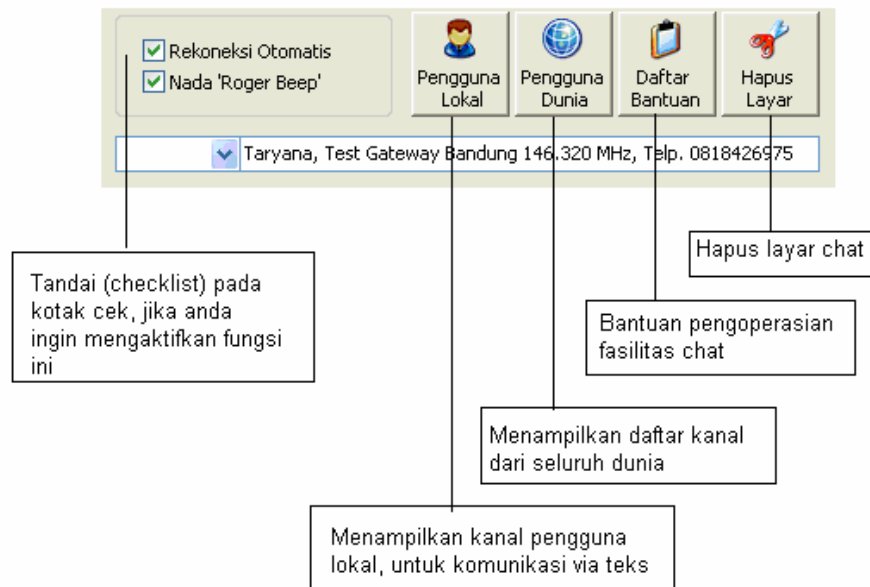 Rekoneksi Otomatis
Nada 'Roger Beep'
Pengguna
Lokal
Pengguna
Dunia
Daftar
Bantuan
Hapus
Layar
Taryana, Test Gateway Bandung 146.320 MHz, Telp. 0818426975
Hapus layar chat
Tandai (checklist) pada
kotak cek, jika anda
ingin mengaktifkan fungsi
ini
Bantuan pengoperasian
fasilitas chat
Menampilkan daftar kanal
dari seluruh dunia
Menampilkan kanal pengguna
lokal, untuk komunikasi via teks